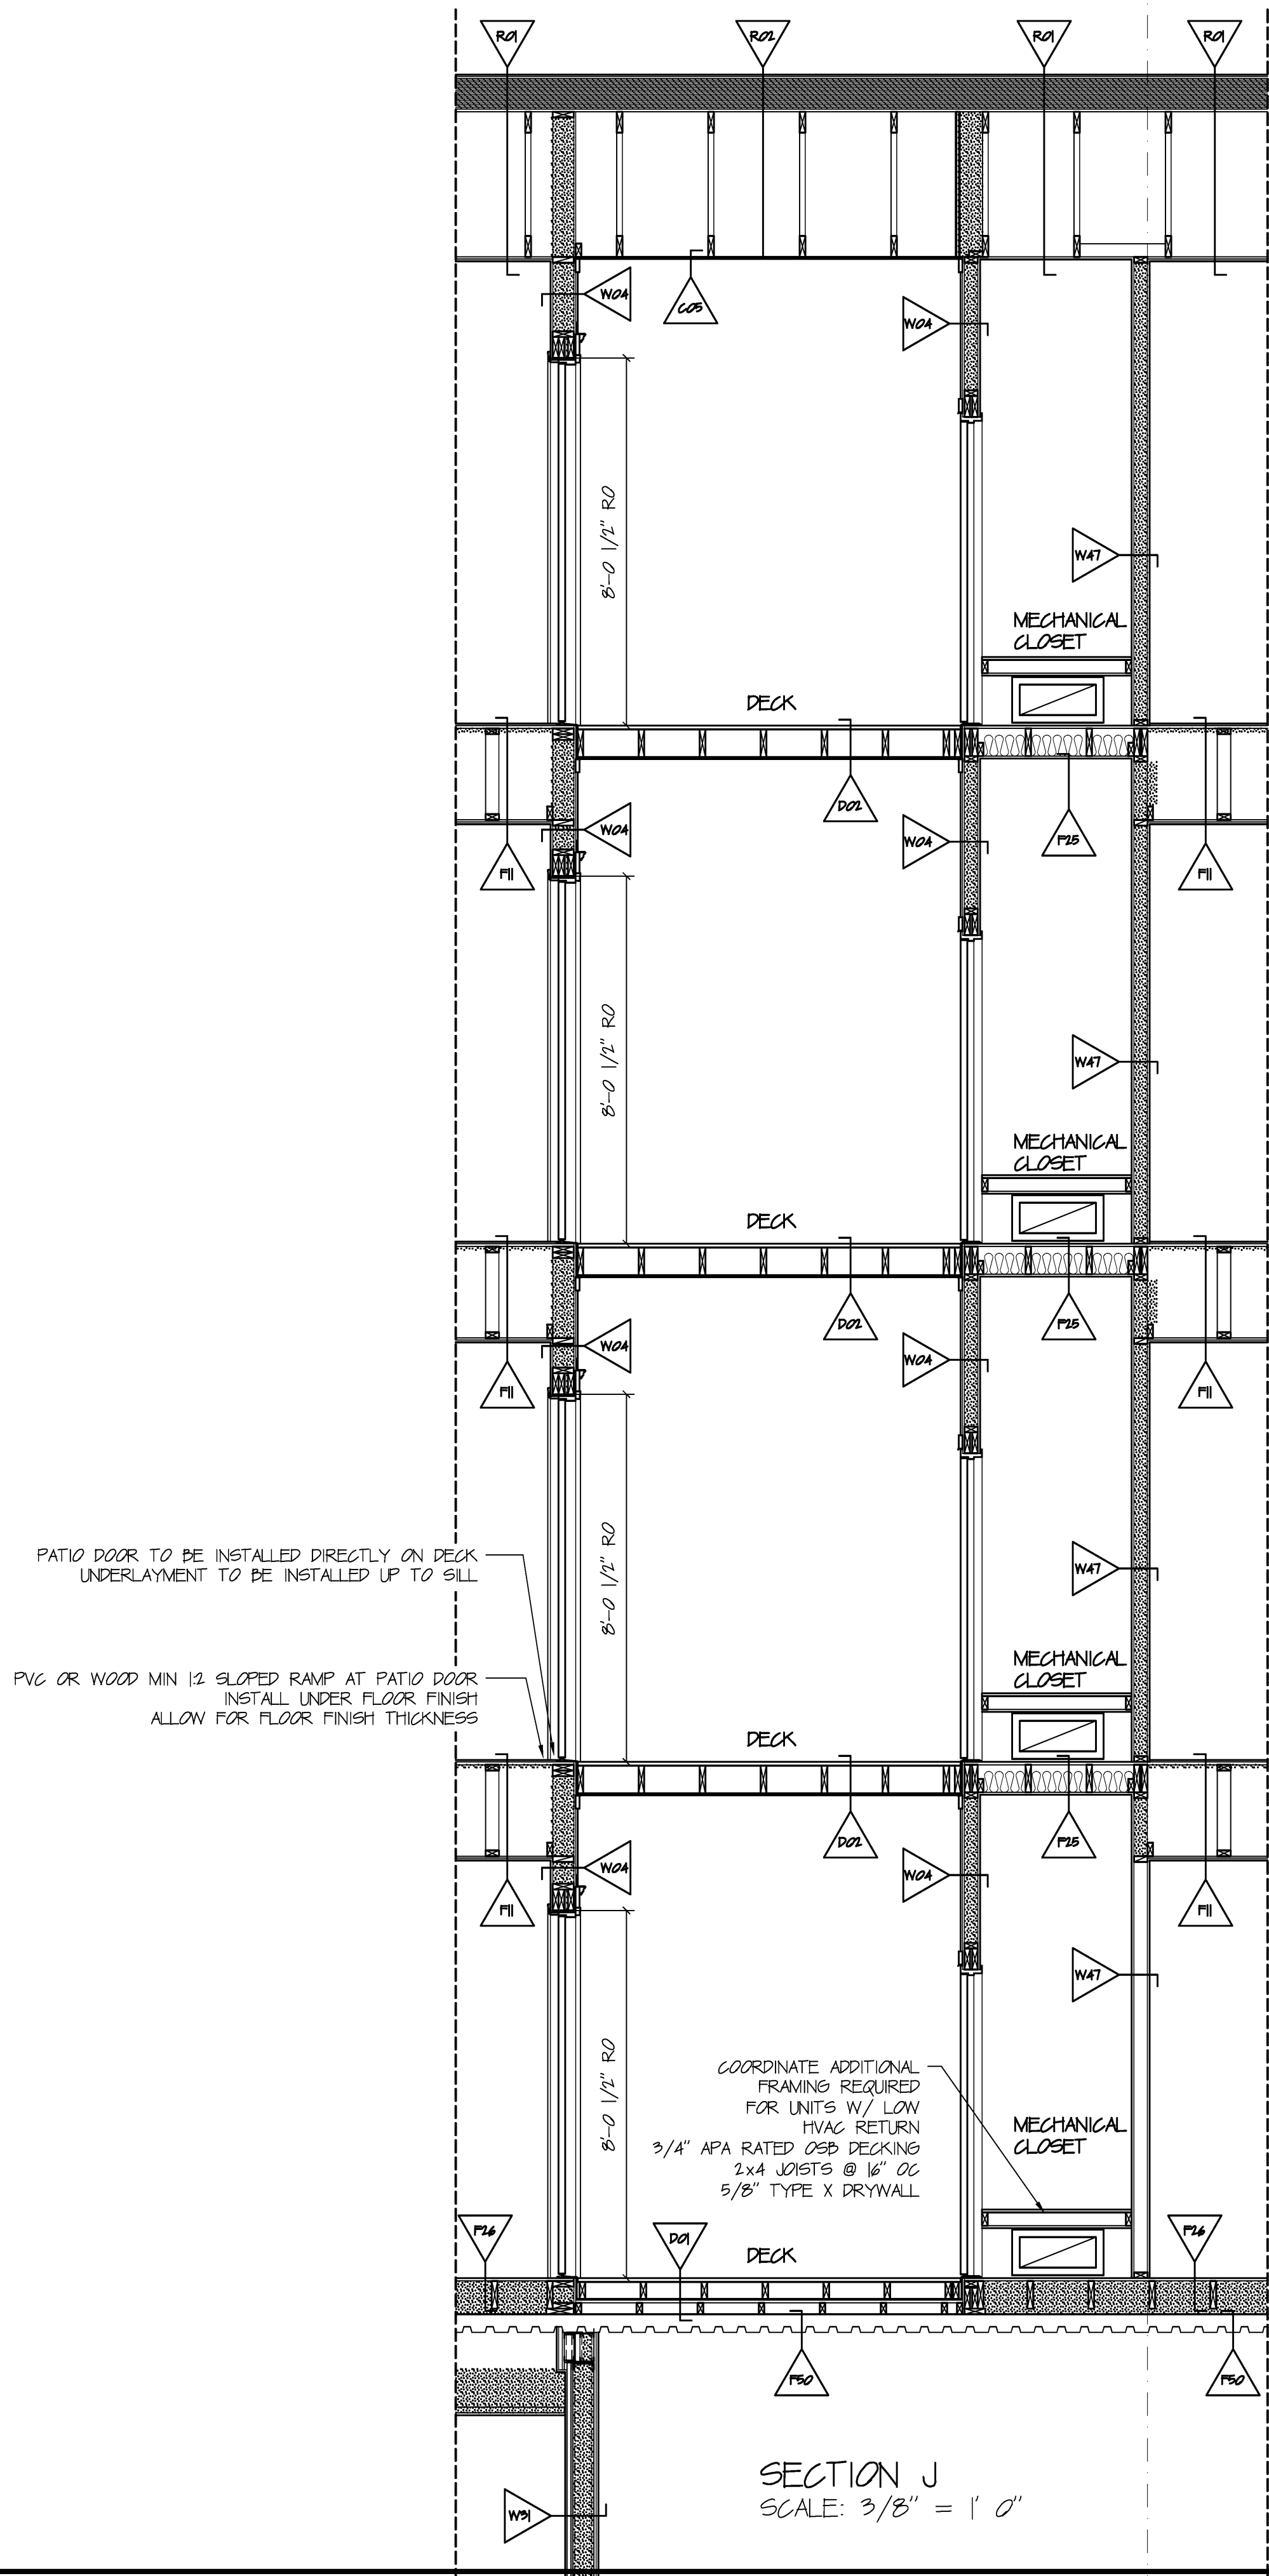 R01
R02
R01
R01
W04
C05
W04
8'-0 1/2" RO
W47
MECHANICAL
CLOSET
DECK
D02
W04
W04
F25
F11
F11
8'-0 1/2" RO
W47
MECHANICAL
CLOSET
DECK
D02
F25
W04
W04
F11
F11
PATIO DOOR TO BE INSTALLED DIRECTLY ON DECK
UNDERLAYMENT TO BE INSTALLED UP TO SILL
8'-0 1/2" RO
W47
PVC OR WOOD MIN 1:2 SLOPED RAMP AT PATIO DOOR
INSTALL UNDER FLOOR FINISH
ALLOW FOR FLOOR FINISH THICKNESS
MECHANICAL
CLOSET
DECK
D02
F25
W04
W04
F11
F11
W47
8'-0 1/2" RO
COORDINATE ADDITIONAL
FRAMING REQUIRED
FOR UNITS W/ LOW
HVAC RETURN
3/4" APA RATED OSB DECKING
2x4 JOISTS @ 16" OC
5/8" TYPE X DRYWALL
MECHANICAL
CLOSET
F26
D01
DECK
F26
F50
F50
SECTION J
SCALE: 3/8" = 1' 0"
W31